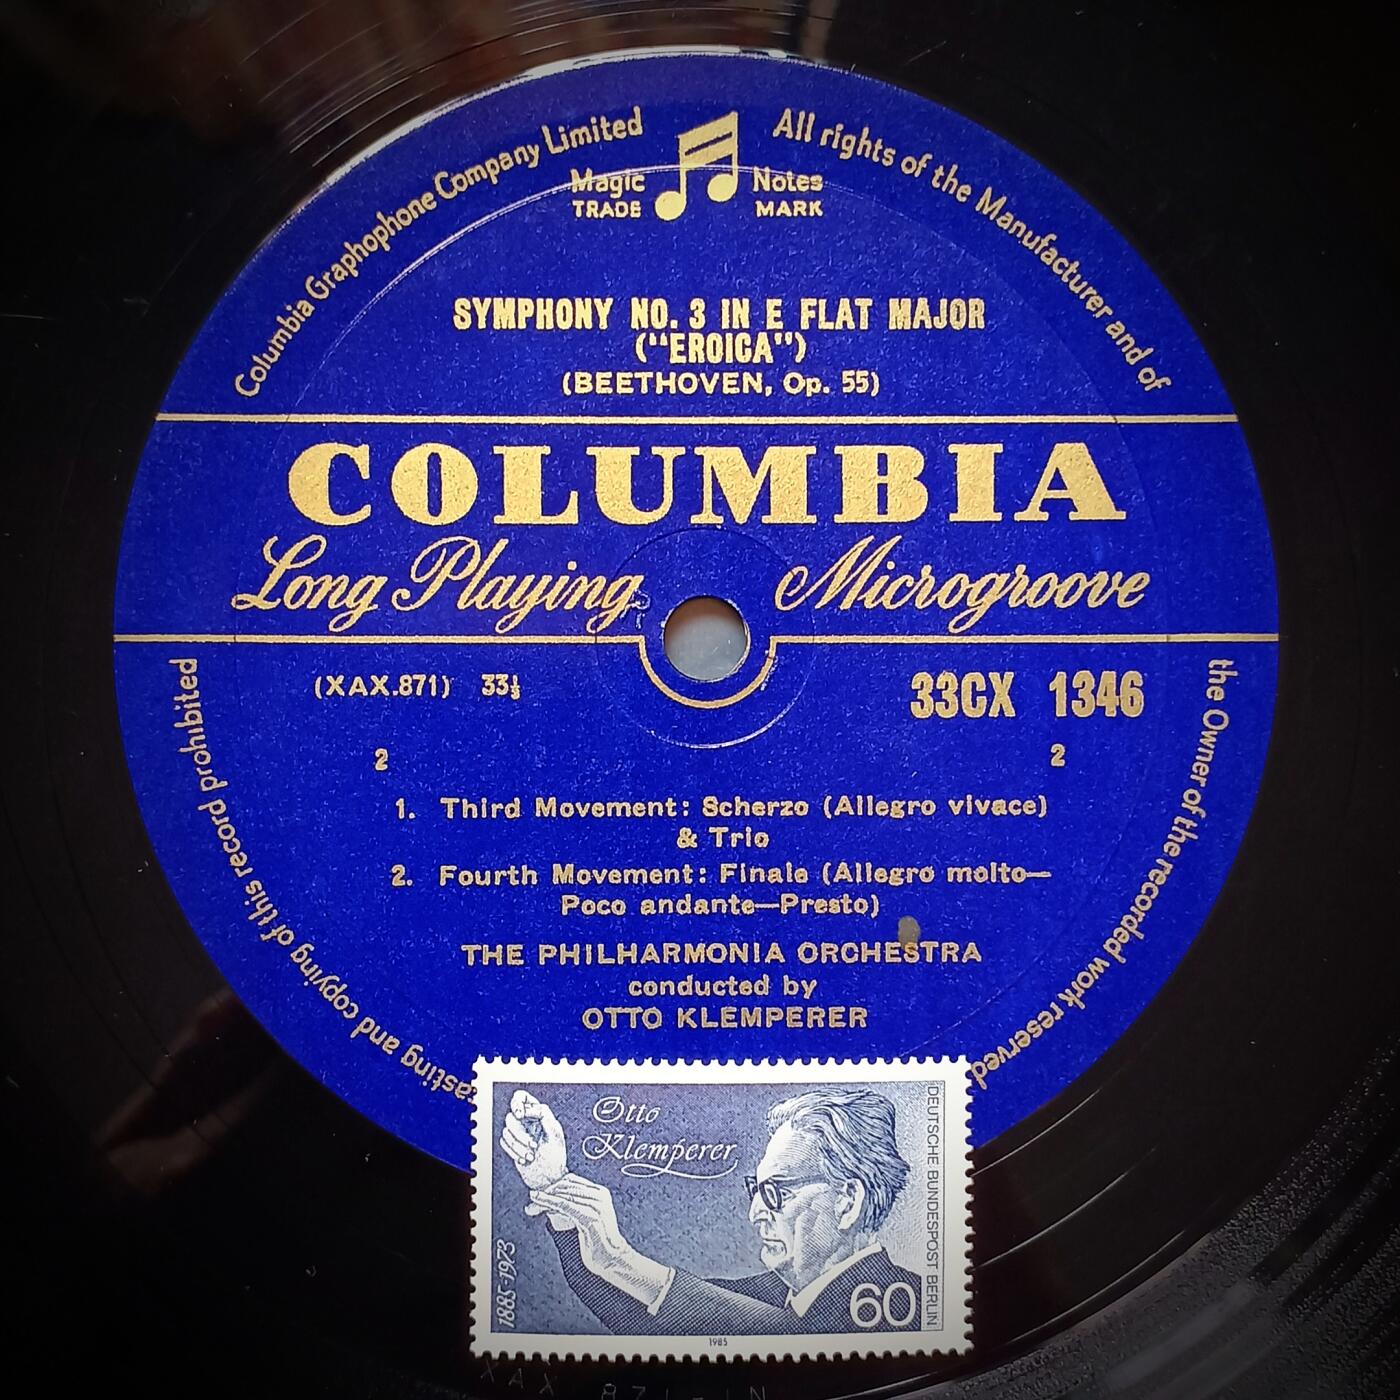 Columbia Graphophone Company Limited
All rights of the Manufacturer and of
the Owner of the recorded work reserved.
casting and copying of this record prohibited
Magic Notes
TRADE MARK
SYMPHONY NO. 3 IN E FLAT MAJOR
("EROICA")
(BEETHOVEN, Op. 55)
COLUMBIA
Long Playing Microgroove
(XAX.871) 33⅓
33CX 1346
2 2
1. Third Movement: Scherzo (Allegro vivace)
& Trio
2. Fourth Movement: Finale (Allegro molto—
Poco andante—Presto)
THE PHILHARMONIA ORCHESTRA
conducted by
OTTO KLEMPERER
Otto
Klemperer
1885-1973
DEUTSCHE BUNDESPOST BERLIN
60
1985
XAX 871-1N